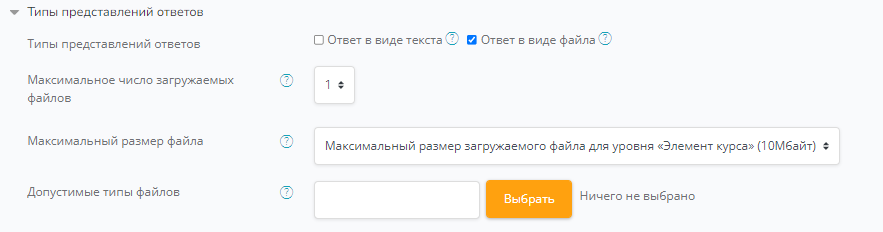 Типы представлений ответов
Типы представлений ответов
Ответ в виде текста ? Ответ в виде файла ?
Максимальное число загружаемых файлов ?
1
Максимальный размер файла ?
Максимальный размер загружаемого файла для уровня «Элемент курса» (10Мбайт)
Допустимые типы файлов ?
Выбрать
Ничего не выбрано